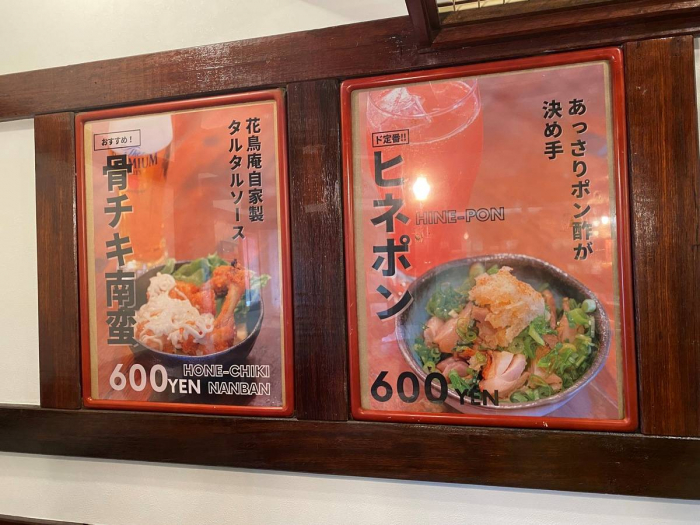 おすすめ!
骨チキ南蛮
花鳥庵自家製
タルタルソース
600YEN
HONE-CHIKI
NANBAN
ド定番!!
ヒネポン
HINE-PON
あっさりポン酢が
決め手
600YEN